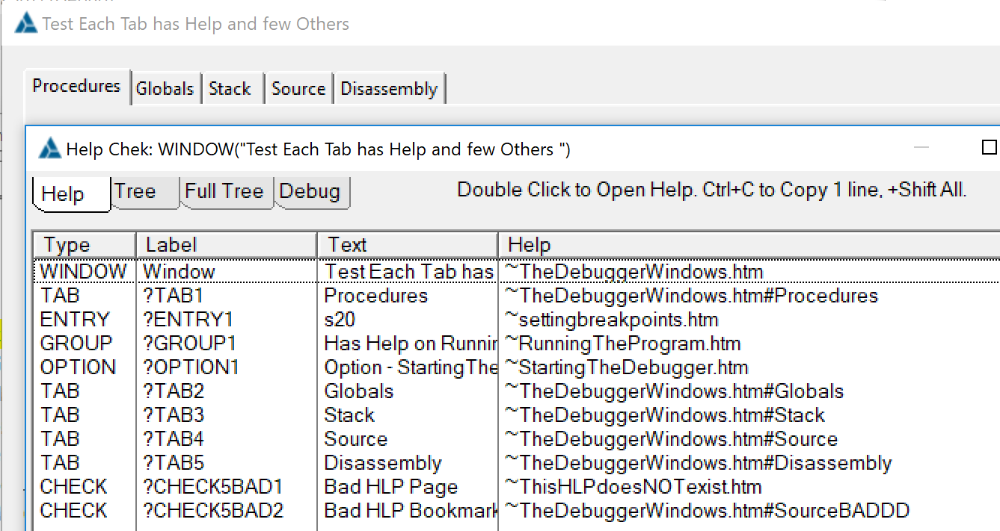 Test Each Tab has Help and few Others
Procedures Globals Stack Source Disassembly
Help Chek: WINDOW("Test Each Tab has Help and few Others ")
Help Tree Full Tree Debug Double Click to Open Help. Ctrl+C to Copy 1 line, +Shift All.
Type Label Text Help
WINDOW Window Test Each Tab has ~TheDebuggerWindows.htm
TAB ?TAB1 Procedures ~TheDebuggerWindows.htm#Procedures
ENTRY ?ENTRY1 s20 ~settingbreakpoints.htm
GROUP ?GROUP1 Has Help on Runnin ~RunningTheProgram.htm
OPTION ?OPTION1 Option - StartingThe ~StartingTheDebugger.htm
TAB ?TAB2 Globals ~TheDebuggerWindows.htm#Globals
TAB ?TAB3 Stack ~TheDebuggerWindows.htm#Stack
TAB ?TAB4 Source ~TheDebuggerWindows.htm#Source
TAB ?TAB5 Disassembly ~TheDebuggerWindows.htm#Disassembly
CHECK ?CHECK5BAD1 Bad HLP Page ~ThisHLPdoesNOTexist.htm
CHECK ?CHECK5BAD2 Bad HLP Bookmark ~TheDebuggerWindows.htm#SourceBADDD